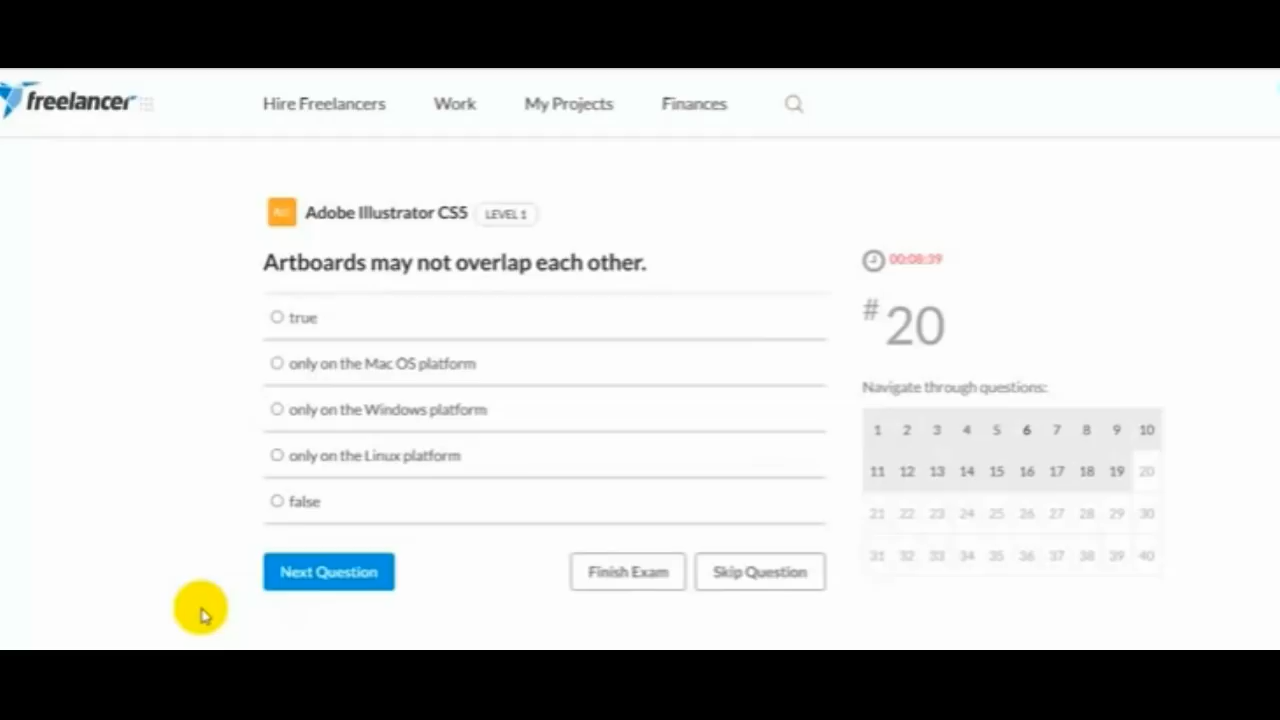 freelancer
Hire Freelancers Work My Projects Finances
Adobe Illustrator CS5 LEVEL 1
Artboards may not overlap each other.
true
only on the Mac OS platform
only on the Windows platform
only on the Linux platform
false
Next Question Finish Exam Skip Question
00:08:39
#20
Navigate through questions:
1 2 3 4 5 6 7 8 9 10
11 12 13 14 15 16 17 18 19 20
21 22 23 24 25 26 27 28 29 30
31 32 33 34 35 36 37 38 39 40